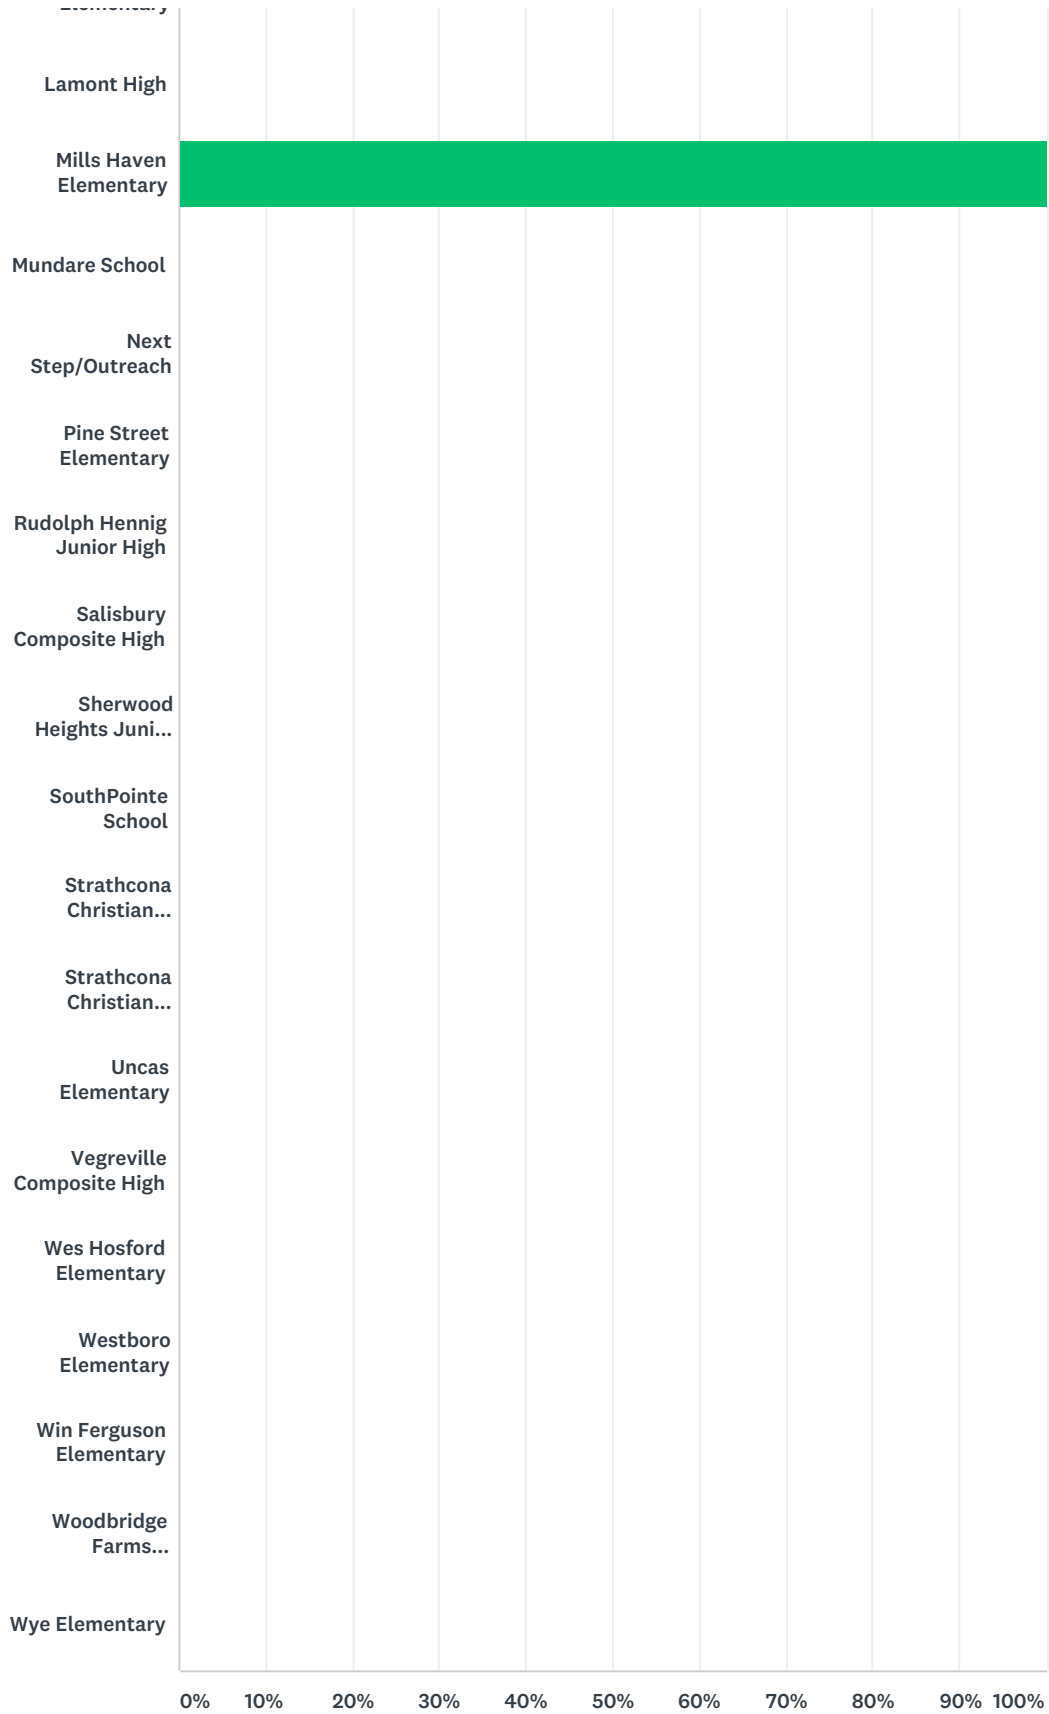 Elementary
Lamont High
Mills Haven
Elementary
Mundare School
Next
Step/Outreach
Pine Street
Elementary
Rudolph Hennig
Junior High
Salisbury
Composite High
Sherwood
Heights Juni...
SouthPointe
School
Strathcona
Christian...
Strathcona
Christian...
Uncas
Elementary
Vegreville
Composite High
Wes Hosford
Elementary
Westboro
Elementary
Win Ferguson
Elementary
Woodbridge
Farms...
Wye Elementary
0% 10% 20% 30% 40% 50% 60% 70% 80% 90% 100%